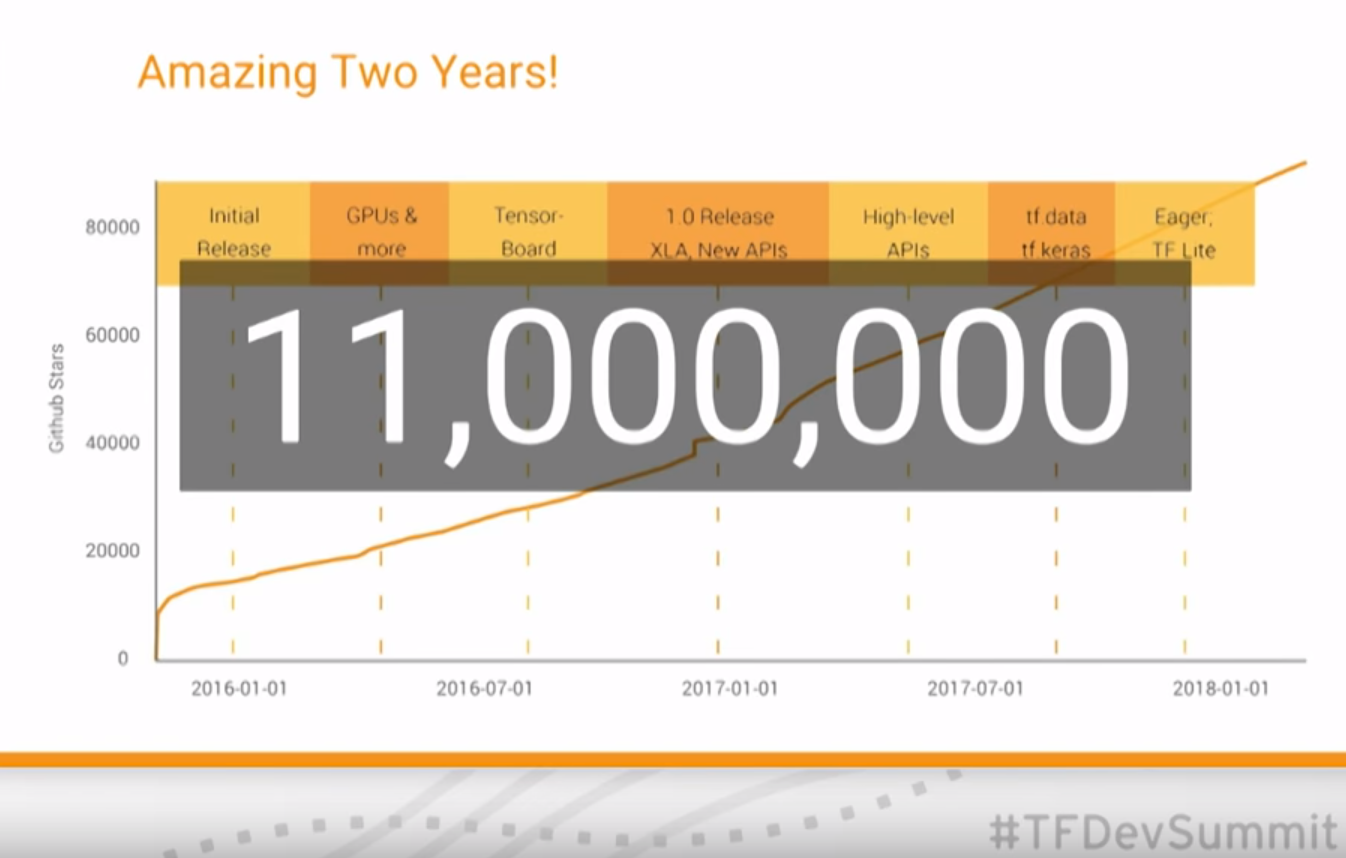 Amazing Two Years!
Initial
Release
GPUs &
more
Tensor-
Board
1.0 Release
XLA, New APIs
High-level
APIs
tf.data
tf.keras
Eager,
TF Lite
11,000,000
Github Stars
80000
60000
40000
20000
0
2016-01-01
2016-07-01
2017-01-01
2017-07-01
2018-01-01
#TFDevSummit